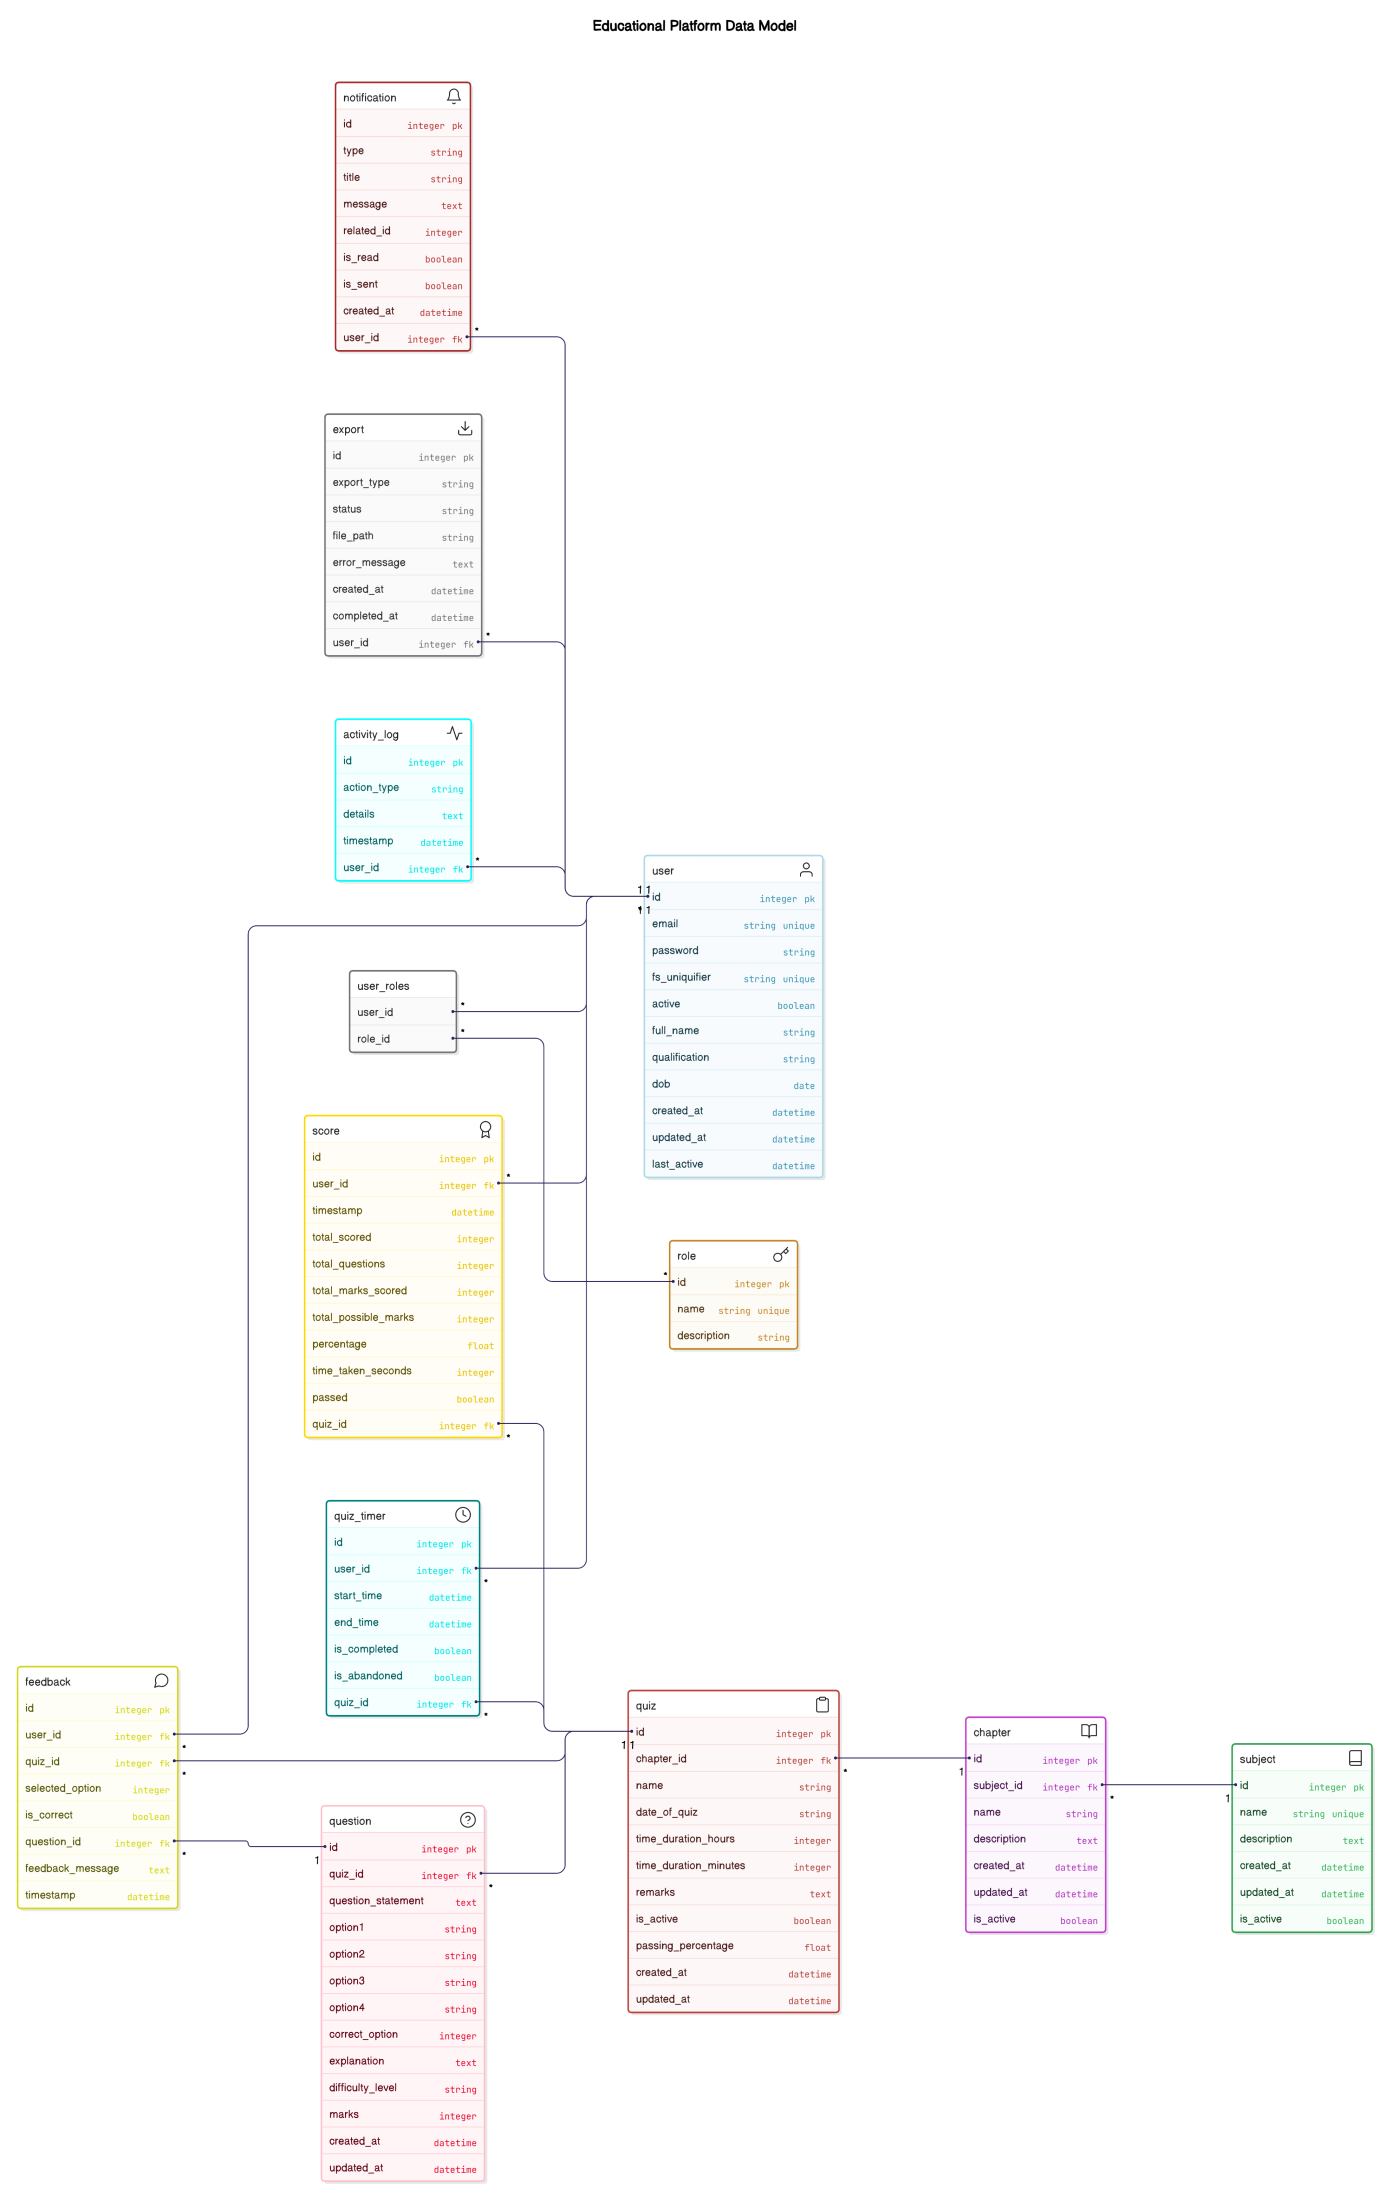 Educational Platform Data Model
notification
id integer pk
type string
title string
message text
related_id integer
is_read boolean
is_sent boolean
created_at datetime
user_id integer fk
*
export
id integer pk
export_type string
status string
file_path string
error_message text
created_at datetime
completed_at datetime
user_id integer fk
*
activity_log
id integer pk
action_type string
details text
timestamp datetime
user_id integer fk
*
user
1 1
id integer pk
1
email string unique
password string
fs_uniquifier string unique
active boolean
full_name string
qualification string
dob date
created_at datetime
updated_at datetime
last_active datetime
user_roles
user_id
*
role_id
*
score
id integer pk
user_id integer fk
*
timestamp datetime
total_scored integer
total_questions integer
total_marks_scored integer
total_possible_marks integer
percentage float
time_taken_seconds integer
passed boolean
quiz_id integer fk
*
role
*
id integer pk
name string unique
description string
quiz_timer
id integer pk
user_id integer fk
*
start_time datetime
end_time datetime
is_completed boolean
is_abandoned boolean
quiz_id integer fk
*
feedback
id integer pk
user_id integer fk
*
quiz_id integer fk
*
selected_option integer
is_correct boolean
question_id integer fk
*
feedback_message text
timestamp datetime
question
id integer pk
1
quiz_id integer fk
*
question_statement text
option1 string
option2 string
option3 string
option4 string
correct_option integer
explanation text
difficulty_level string
marks integer
created_at datetime
updated_at datetime
quiz
id integer pk
1 1
chapter_id integer fk
*
name string
date_of_quiz string
time_duration_hours integer
time_duration_minutes integer
remarks text
is_active boolean
passing_percentage float
created_at datetime
updated_at datetime
chapter
id integer pk
1
subject_id integer fk
*
name string
description text
created_at datetime
updated_at datetime
is_active boolean
subject
id integer pk
1
name string unique
description text
created_at datetime
updated_at datetime
is_active boolean